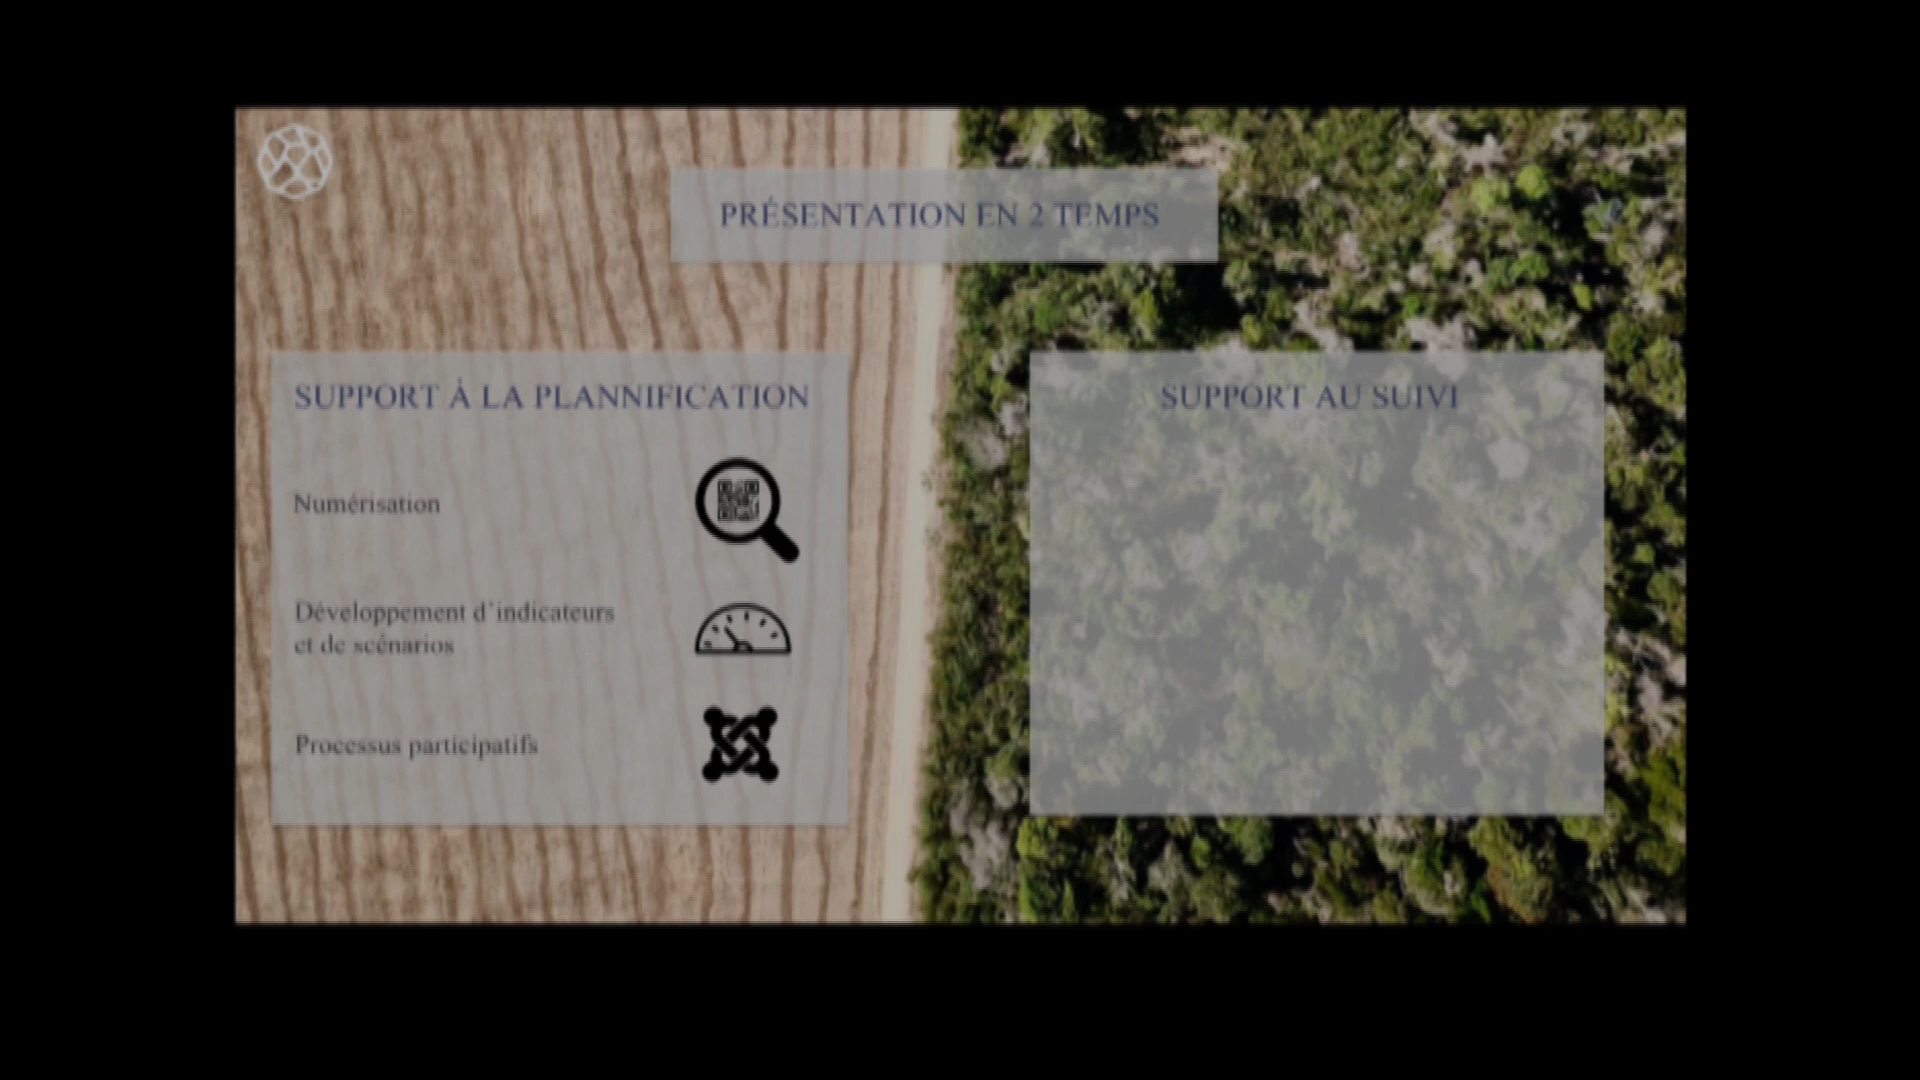 PRÉSENTATION EN 2 TEMPS
SUPPORT À LA PLANNIFICATION
Numérisation
Développement d'indicateurs
et de scénarios
Processus participatifs
SUPPORT AU SUIVI